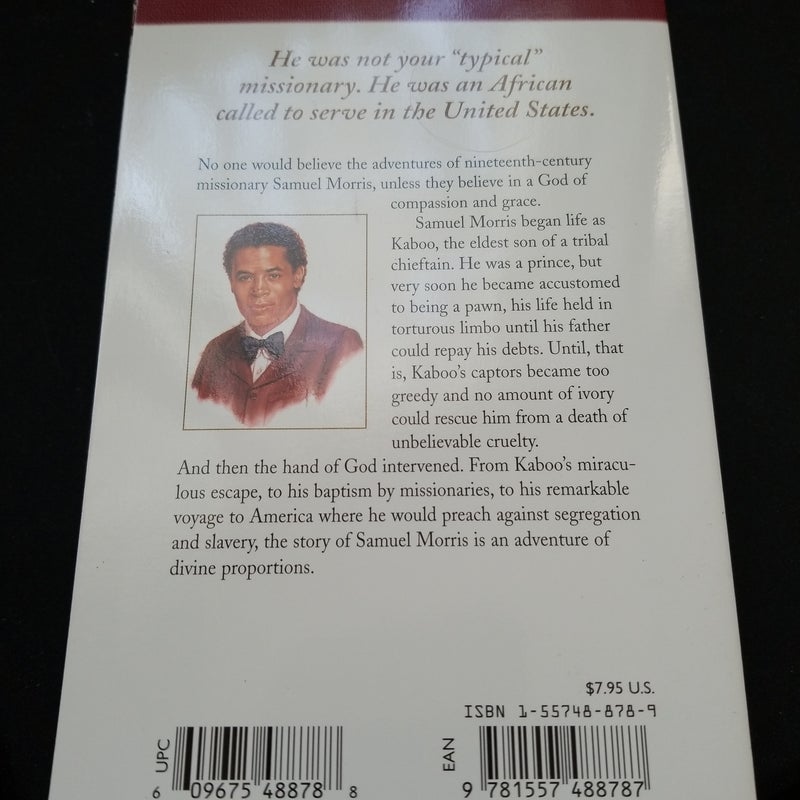 He was not your “typical”
missionary. He was an African
called to serve in the United States.
No one would believe the adventures of nineteenth-century
missionary Samuel Morris, unless they believe in a God of
compassion and grace.
Samuel Morris began life as
Kaboo, the eldest son of a tribal
chieftain. He was a prince, but
very soon he became accustomed
to being a pawn, his life held in
torturous limbo until his father
could repay his debts. Until, that
is, Kaboo’s captors became too
greedy and no amount of ivory
could rescue him from a death of
unbelievable cruelty.
And then the hand of God intervened. From Kaboo’s miracu-
lous escape, to his baptism by missionaries, to his remarkable
voyage to America where he would preach against segregation
and slavery, the story of Samuel Morris is an adventure of
divine proportions.
$7.95 U.S.
ISBN 1-55748-878-9
UPC
6 09675 48878 8
EAN
9 781557 488787